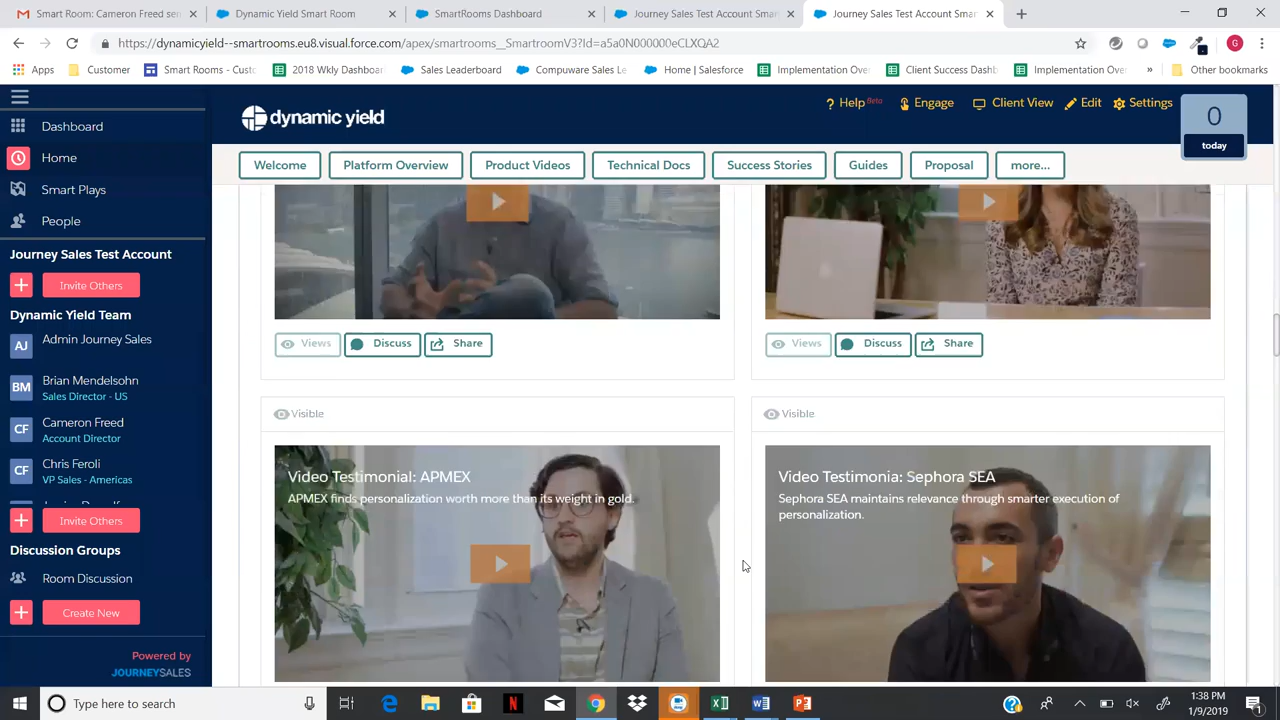 Smart Room: Cameron Freed sen
Dynamic Yield Smart Room
SmartRooms Dashboard
Journey Sales Test Account Sma
Journey Sales Test Account Smar
https://dynamicyield--smartrooms.eu8.visual.force.com/apex/smartrooms__SmartroomV3?Id=a5a0N000000eCLXQA2
G
Apps
Customer
Smart Rooms - Custo
2018 Wkly Dashboar
Sales Leaderboard
Compuware Sales Le
Home | Salesforce
Implementation Over
Client Success Dashb
Implementation Over
Other bookmarks
dynamic yield
Help Beta
Engage
Client View
Edit
Settings
0
today
Dashboard
Home
Smart Plays
People
Welcome
Platform Overview
Product Videos
Technical Docs
Success Stories
Guides
Proposal
more...
Journey Sales Test Account
Invite Others
Dynamic Yield Team
AJ
Admin Journey Sales
BM
Brian Mendelsohn
Sales Director - US
CF
Cameron Freed
Account Director
CF
Chris Feroli
VP Sales - Americas
Invite Others
Discussion Groups
Room Discussion
Create New
Powered by
JOURNEYSALES
Views
Discuss
Share
Views
Discuss
Share
Visible
Visible
Video Testimonial: APMEX
APMEX finds personalization worth more than its weight in gold.
Video Testimonia: Sephora SEA
Sephora SEA maintains relevance through smarter execution of
personalization.
Type here to search
1:38 PM
1/9/2019